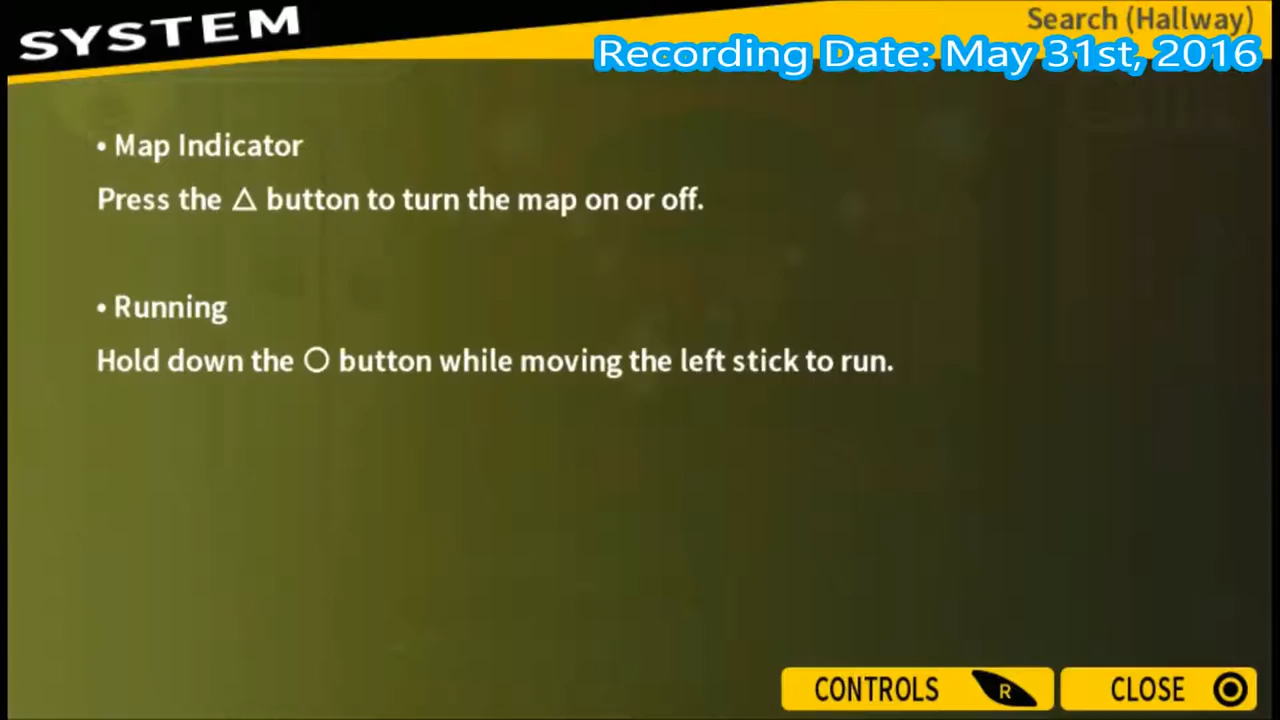 SYSTEM
Search (Hallway)
Recording Date: May 31st, 2016
• Map Indicator
Press the △ button to turn the map on or off.
• Running
Hold down the ○ button while moving the left stick to run.
CONTROLS R
CLOSE